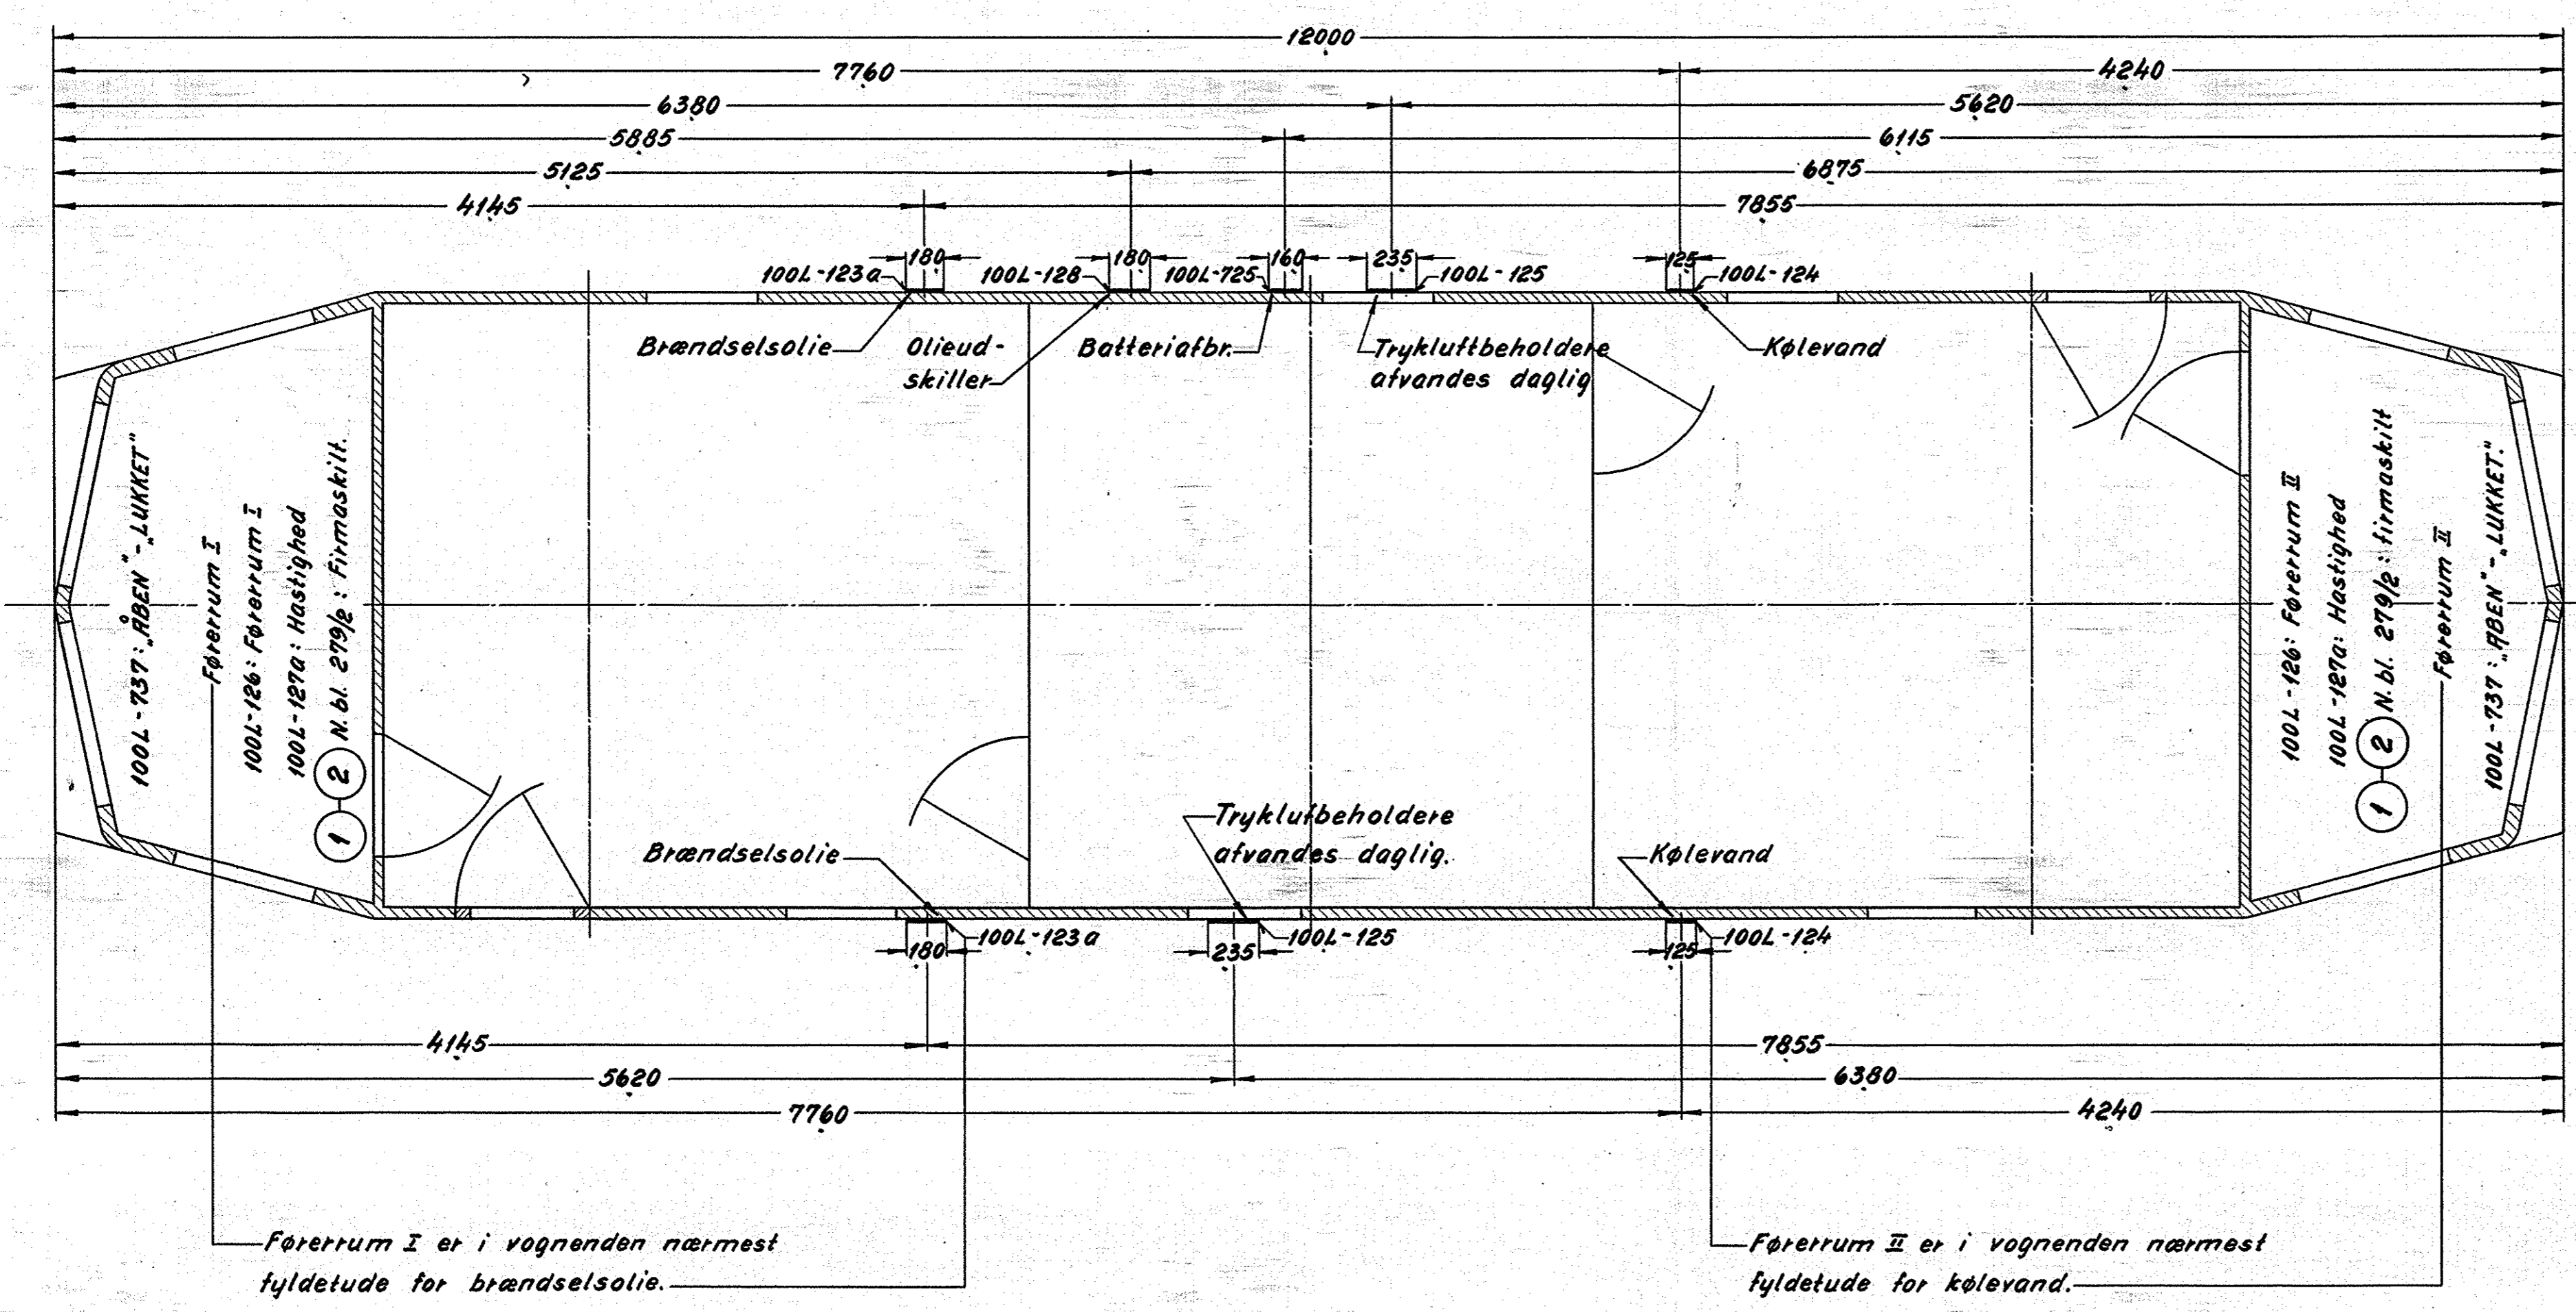 12000
7760
4240
6380
5620
5885
6115
5125
6875
4145
7855
180
180
160
235
125
100L-123a
100L-128
100L-725
100L-125
100L-124
Brændselsolie
Olieud-
skiller
Batteriafbr.
Trykluftbeholdere
afvandes daglig
Kølevand
100L-737: „ÅBEN"-„LUKKET"
Førerrum I
100L-126: Førerrum I
100L-127a: Hastighed
1 2 N.bl. 279/2: Firmaskilt.
100L-126: Førerrum II
100L-127a: Hastighed
1 2 N.bl. 279/2: firmaskilt
Førerrum II
100L-737: „ABEN"-„LUKKET."
Brændselsolie
Trykluftbeholdere
afvandes daglig.
Kølevand
100L-123a
100L-125
100L-124
180
235
125
4145
7855
5620
6380
7760
4240
Førerrum I er i vognenden nærmest
fyldetude for brændselsolie.
Førerrum II er i vognenden nærmest
fyldetude for kølevand.